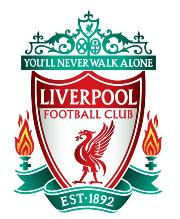 YOU'LL NEVER WALK ALONE
LIVERPOOL
FOOTBALL CLUB
EST·1892